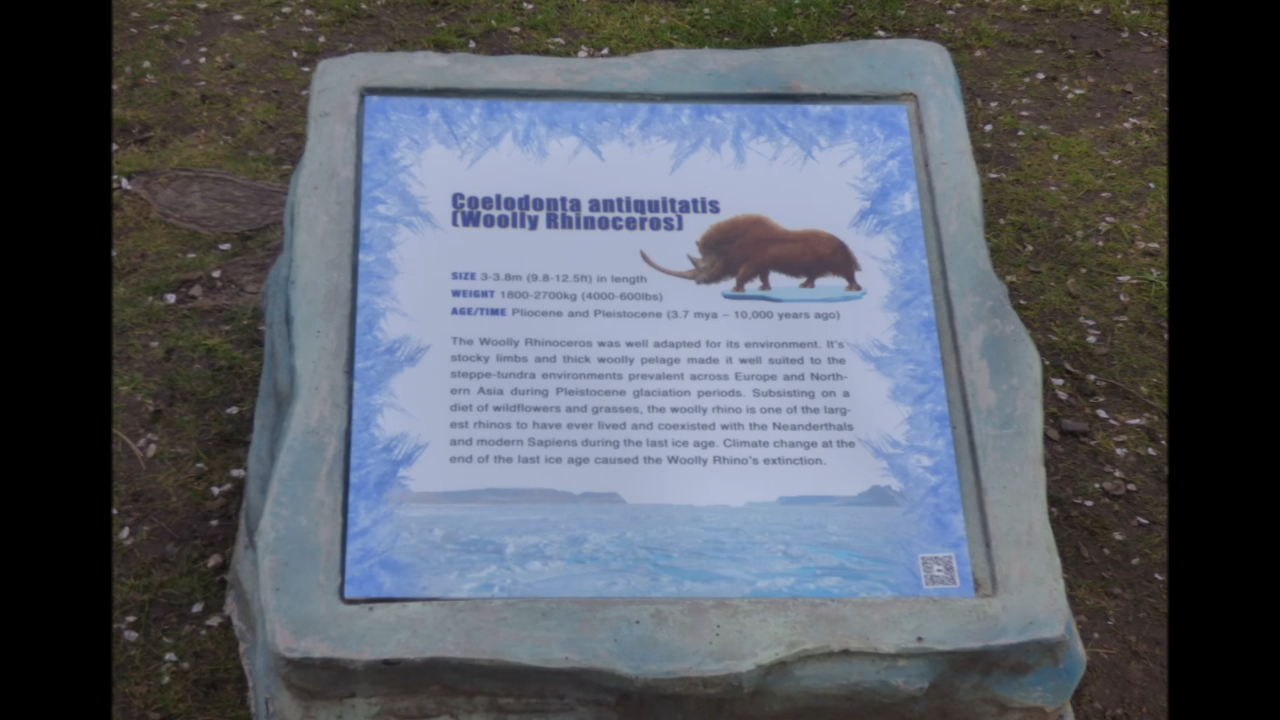 Coelodonta antiquitatis
(Woolly Rhinoceros)
SIZE 3-3.8m (9.8-12.5ft) in length
WEIGHT 1800-2700kg (4000-600lbs)
AGE/TIME Pliocene and Pleistocene (3.7 mya – 10,000 years ago)
The Woolly Rhinoceros was well adapted for its environment. It's
stocky limbs and thick woolly pelage made it well suited to the
steppe-tundra environments prevalent across Europe and North-
ern Asia during Pleistocene glaciation periods. Subsisting on a
diet of wildflowers and grasses, the woolly rhino is one of the larg-
est rhinos to have ever lived and coexisted with the Neanderthals
and modern Sapiens during the last ice age. Climate change at the
end of the last ice age caused the Woolly Rhino's extinction.